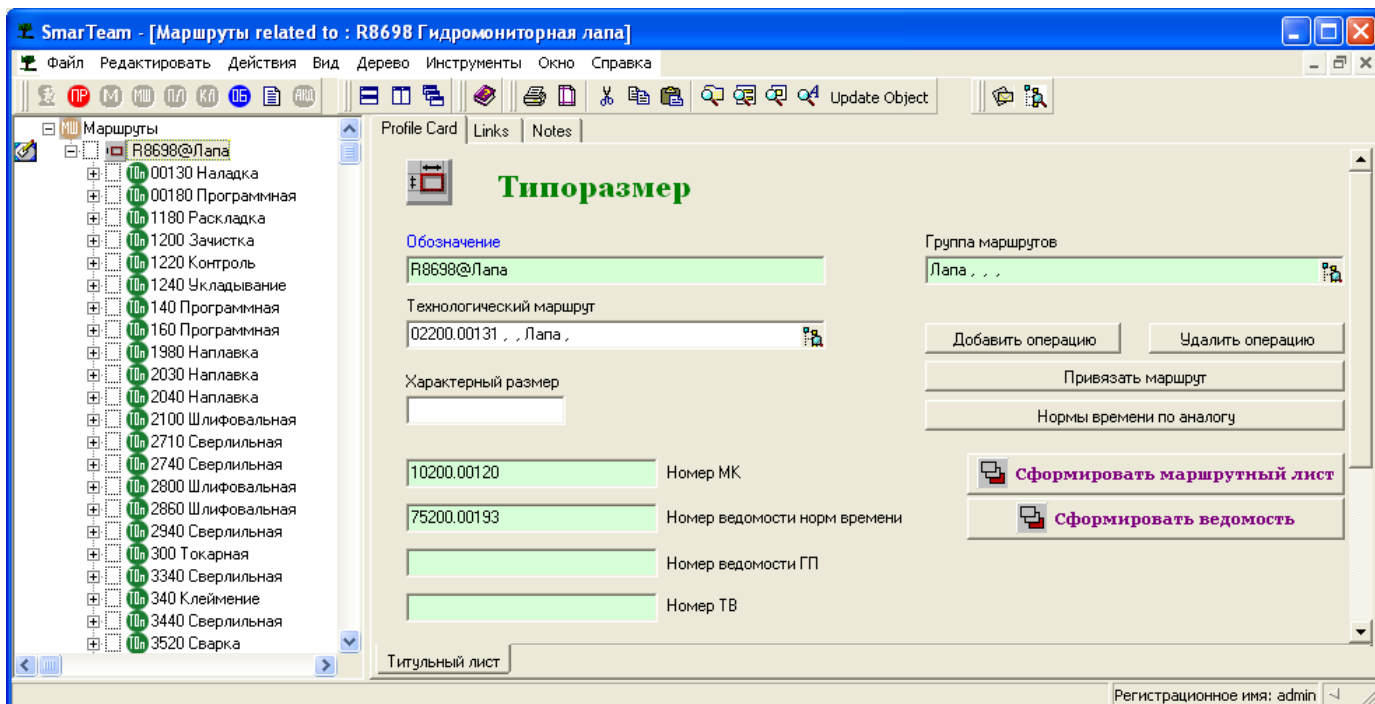 SmarTeam - [Маршруты related to : R8698 Гидромониторная лапа]
Файл Редактировать Действия Вид Дерево Инструменты Окно Справка
ПР М МШ ПЛ КЛ ОБ Update Object
Маршруты
R8698@Лапа
00130 Наладка
00180 Программная
1180 Раскладка
1200 Зачистка
1220 Контроль
1240 Укладывание
140 Программная
160 Программная
1980 Наплавка
2030 Наплавка
2040 Наплавка
2100 Шлифовальная
2710 Сверлильная
2740 Сверлильная
2800 Шлифовальная
2860 Шлифовальная
2940 Сверлильная
300 Токарная
3340 Сверлильная
340 Клеймение
3440 Сверлильная
3520 Сварка
Profile Card Links Notes
Типоразмер
Обозначение
R8698@Лапа
Группа маршрутов
Лапа , , ,
Технологический маршрут
02200.00131 , , Лапа ,
Добавить операцию Удалить операцию
Привязать маршрут
Характерный размер
Нормы времени по аналогу
10200.00120 Номер МК
Сформировать маршрутный лист
75200.00193 Номер ведомости норм времени
Сформировать ведомость
Номер ведомости ГП
Номер ТВ
Титульный лист
Регистрационное имя: admin